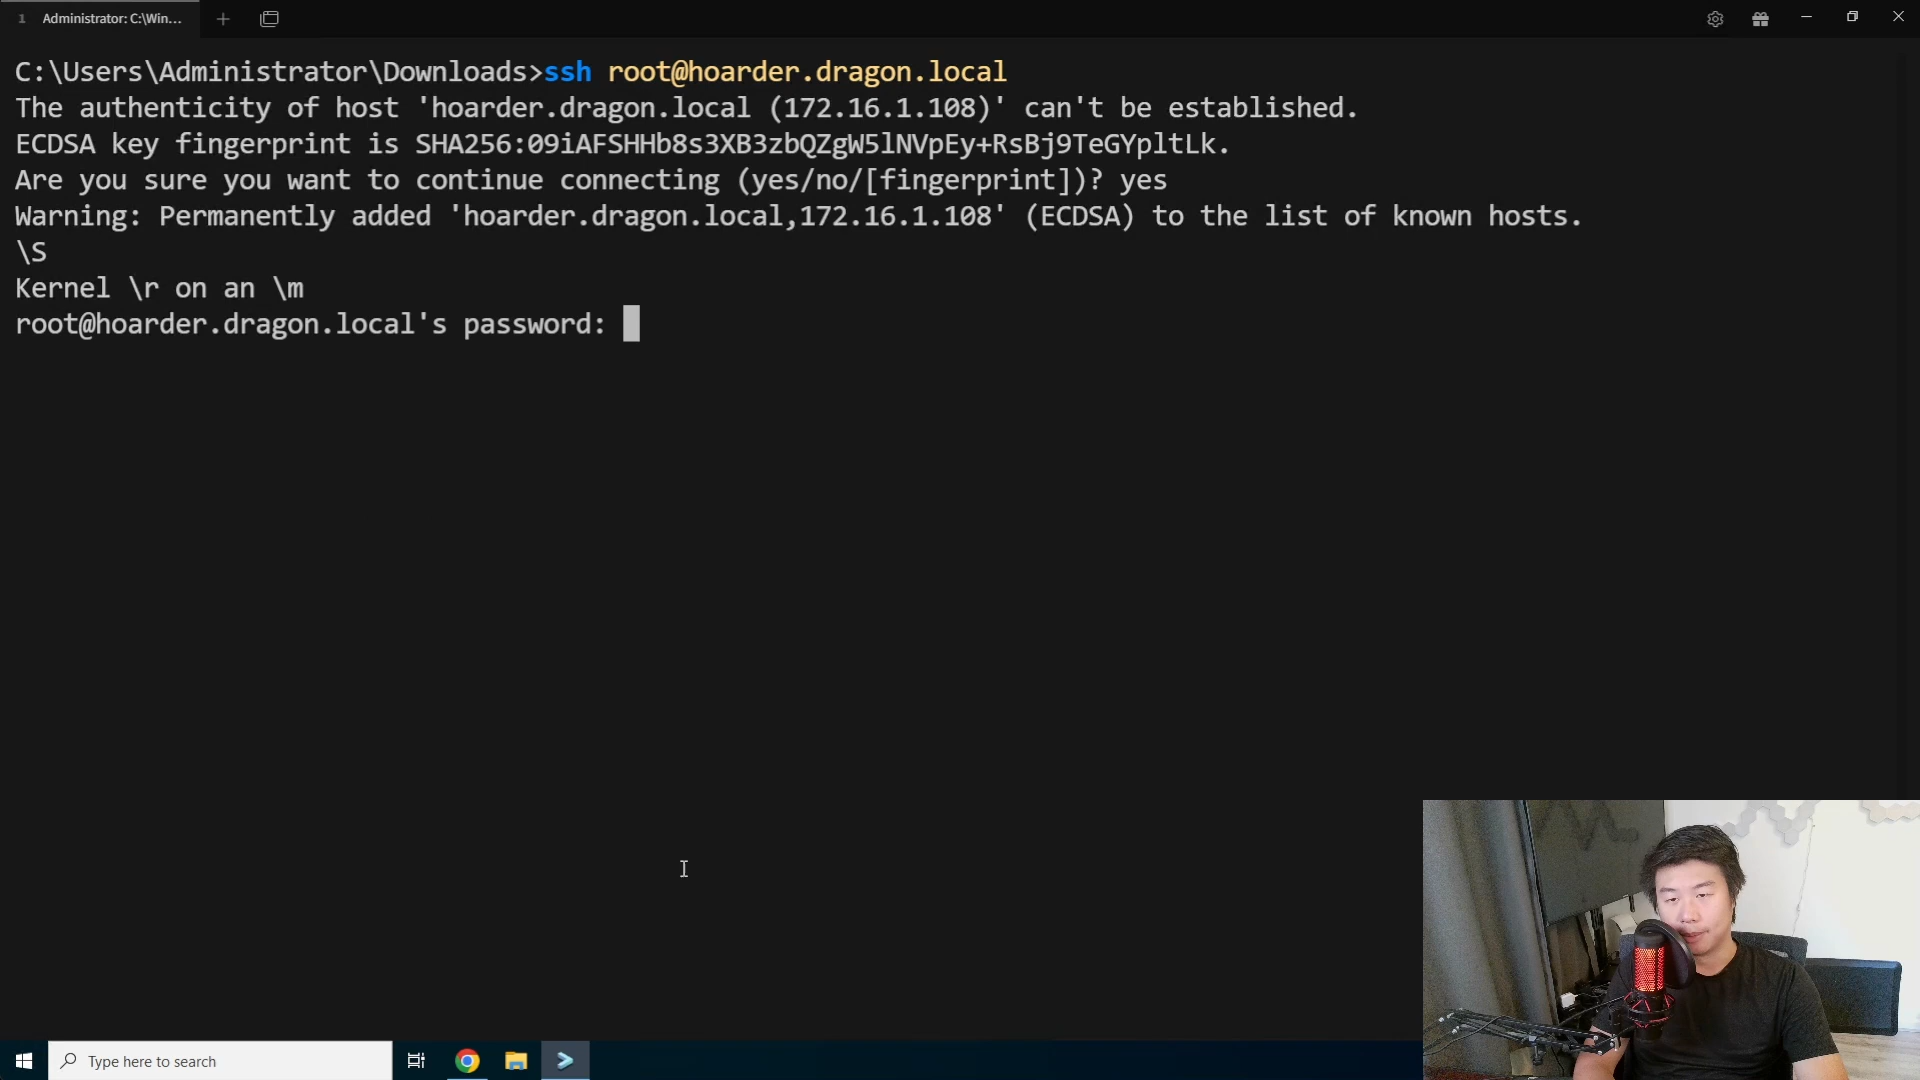 1 Administrator: C:\Win...
C:\Users\Administrator\Downloads>ssh root@hoarder.dragon.local
The authenticity of host 'hoarder.dragon.local (172.16.1.108)' can't be established.
ECDSA key fingerprint is SHA256:09iAFSHHb8s3XB3zbQZgW5lNVpEy+RsBj9TeGYpltLk.
Are you sure you want to continue connecting (yes/no/[fingerprint])? yes
Warning: Permanently added 'hoarder.dragon.local,172.16.1.108' (ECDSA) to the list of known hosts.
\S
Kernel \r on an \m
root@hoarder.dragon.local's password:
Type here to search